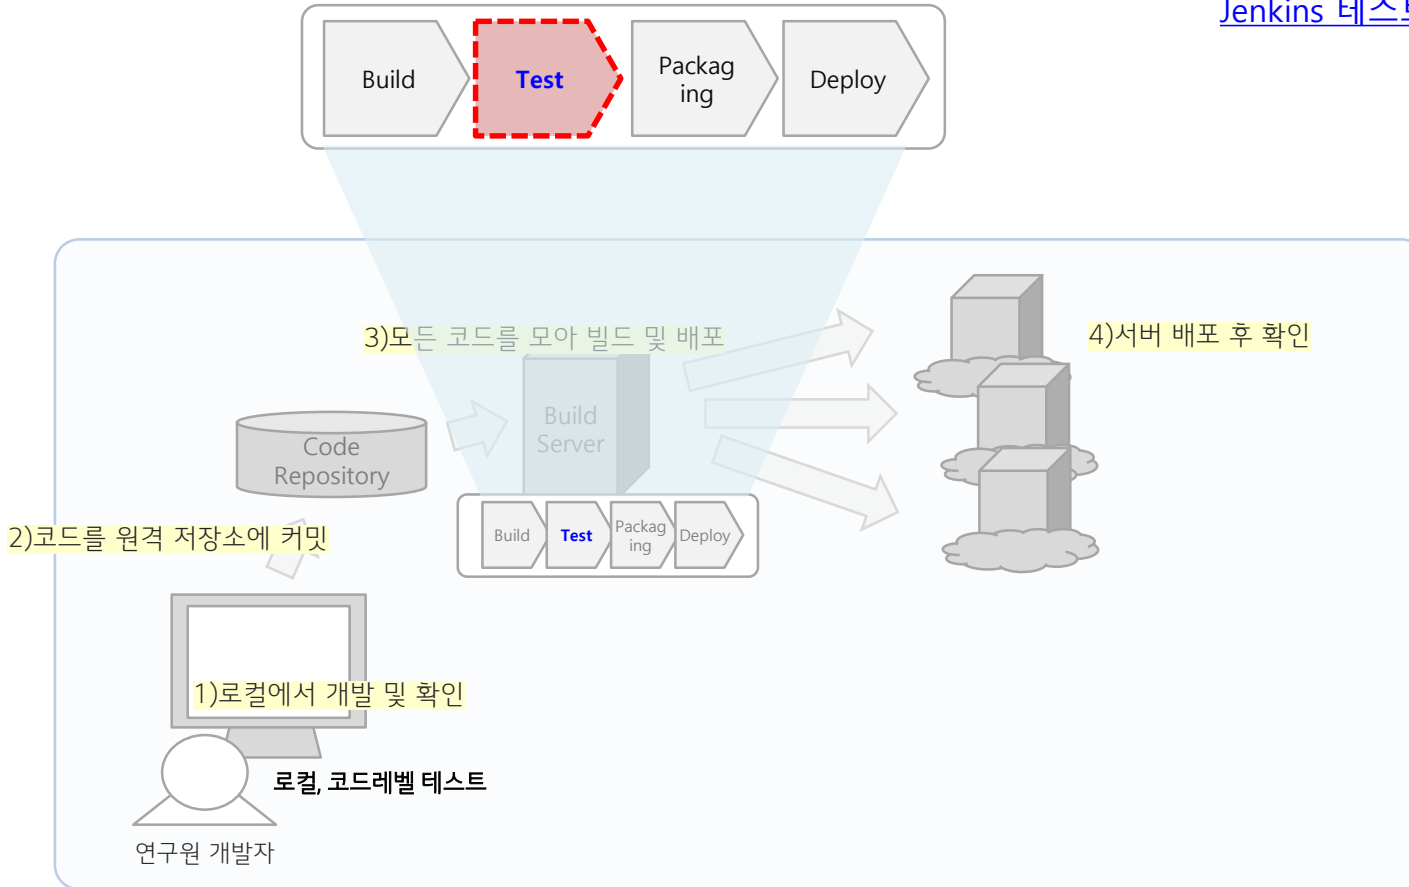 Jenkins 테스트
Build
Test
Packag
ing
Deploy
3)모든 코드를 모아 빌드 및 배포
4)서버 배포 후 확인
Build
Server
Code
Repository
2)코드를 원격 저장소에 커밋
Build
Test
Packag
ing
Deploy
1)로컬에서 개발 및 확인
로컬, 코드레벨 테스트
연구원 개발자